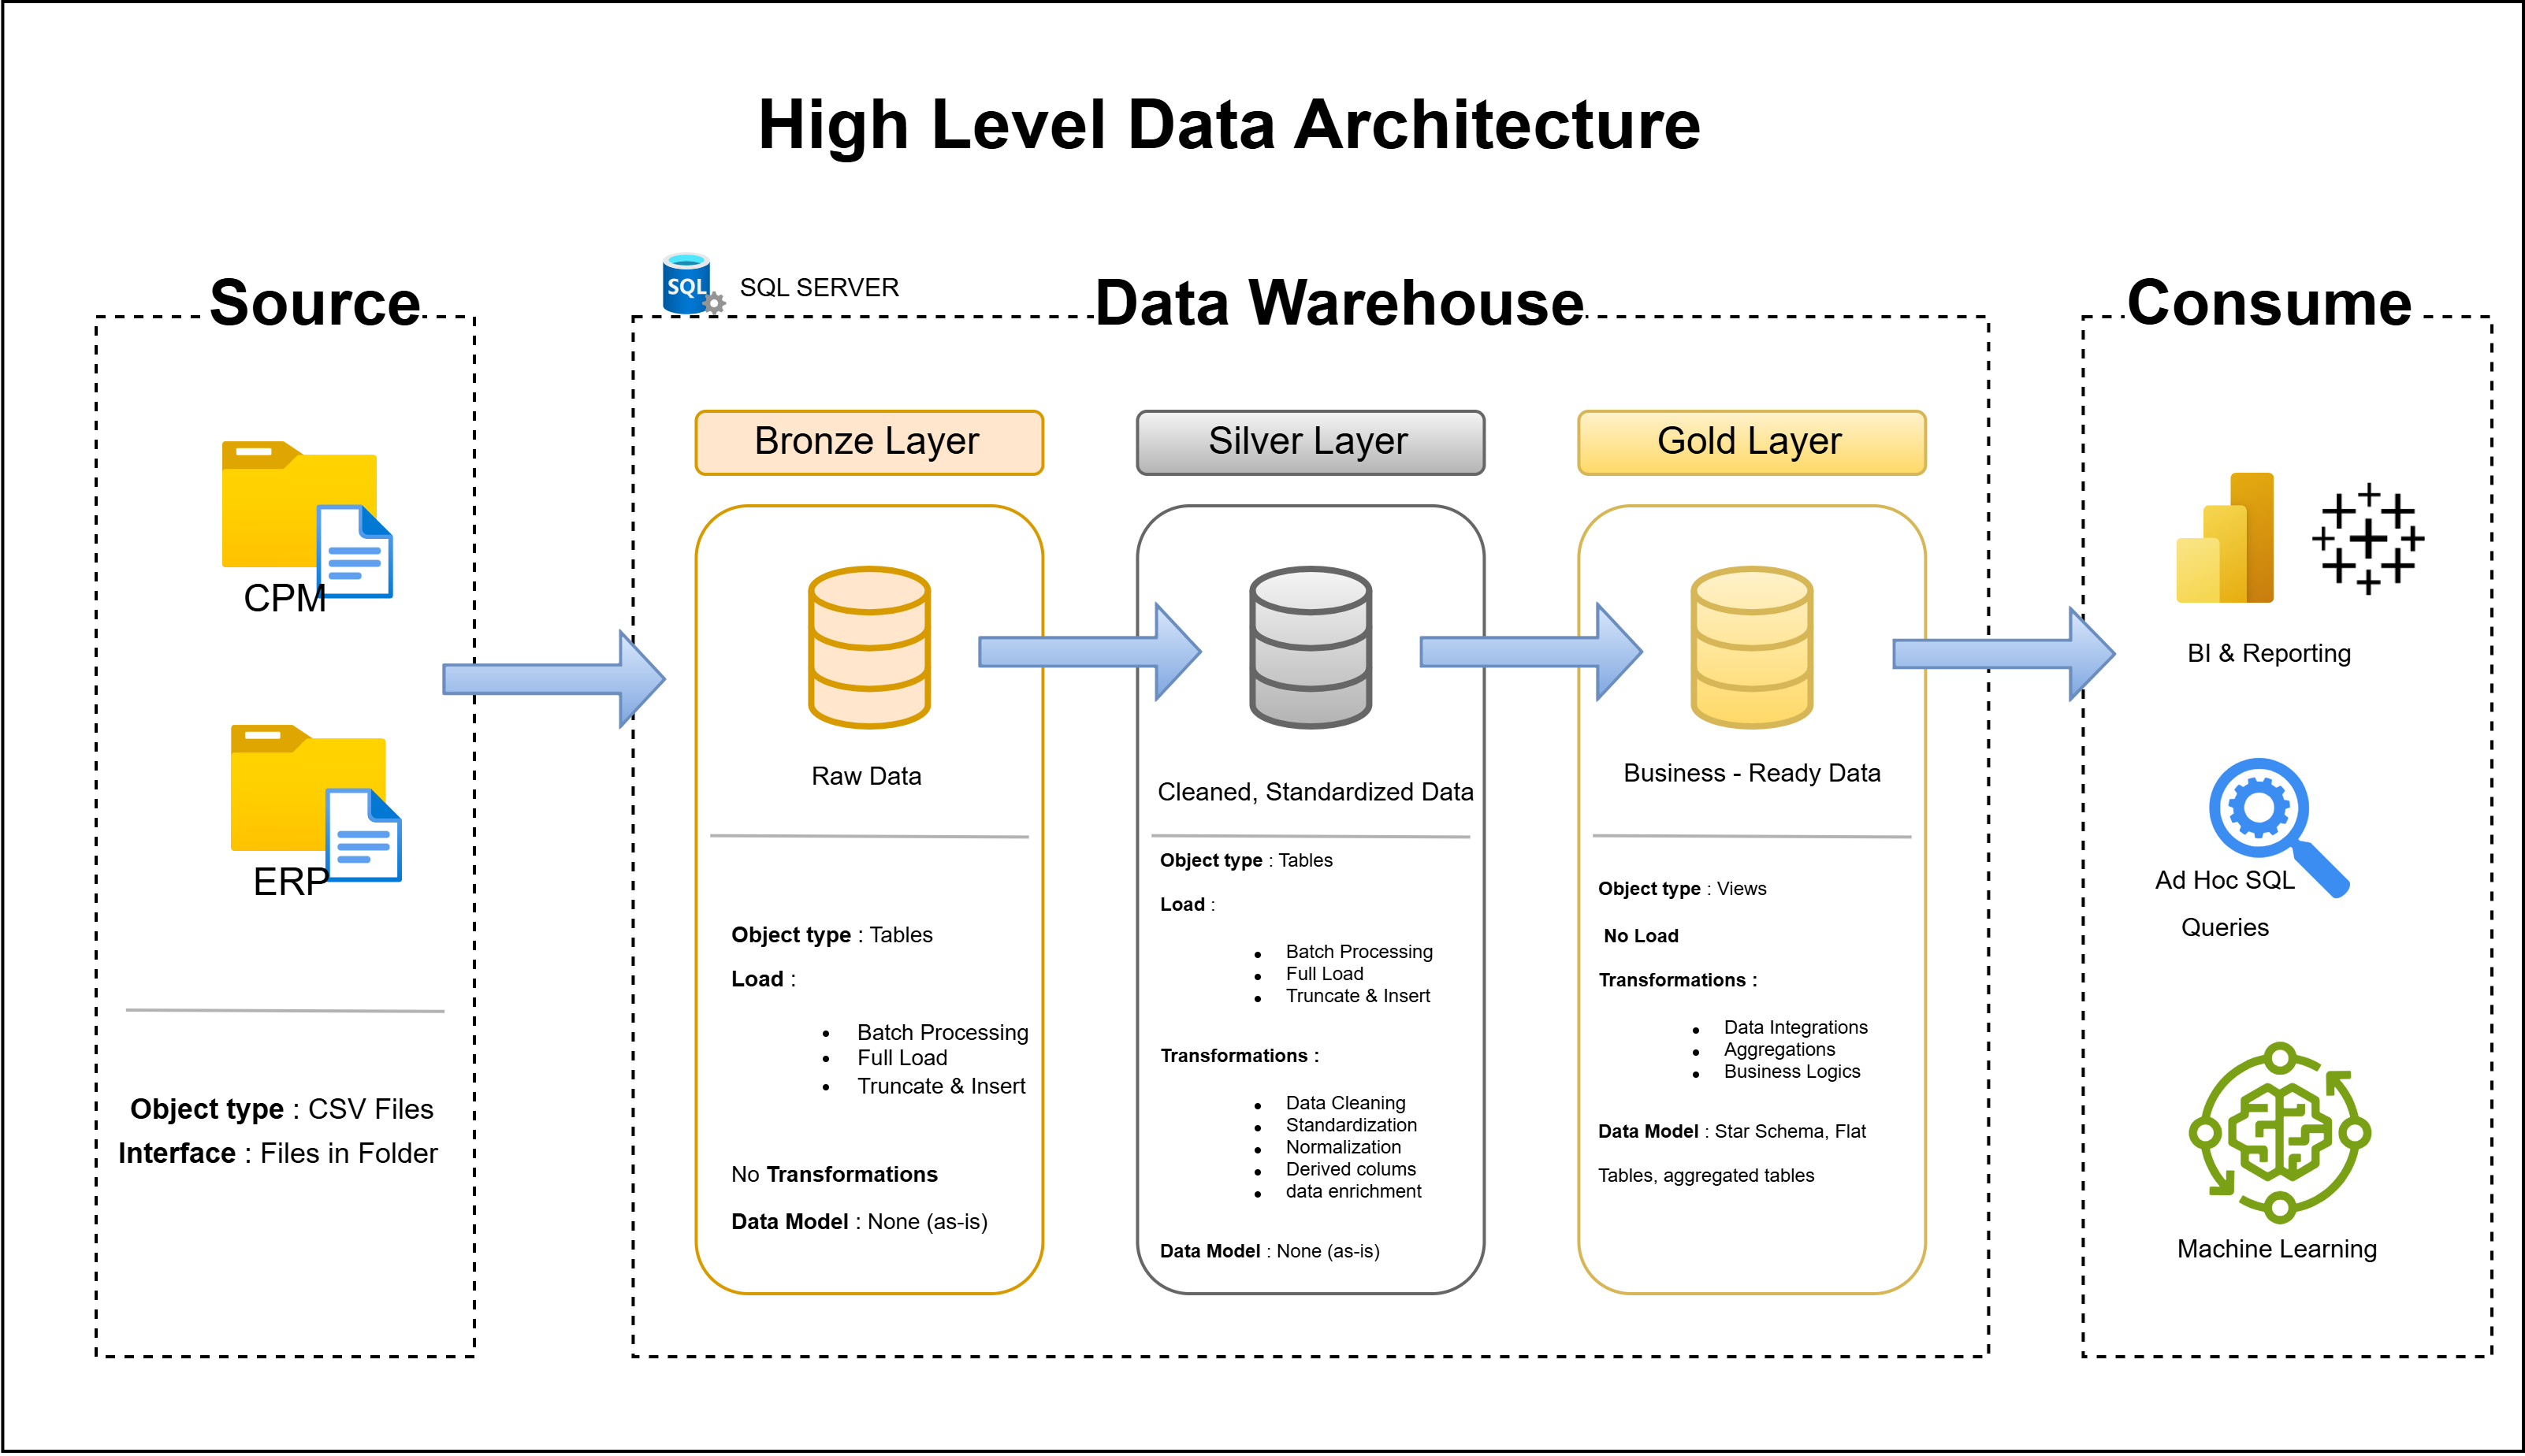 High Level Data Architecture
Source
SQL
SQL SERVER
Data Warehouse
Consume
CPM
ERP
Object type : CSV Files
Interface : Files in Folder
Bronze Layer
Raw Data
Object type : Tables
Load :
• Batch Processing
• Full Load
• Truncate & Insert
No Transformations
Data Model : None (as-is)
Silver Layer
Cleaned, Standardized Data
Object type : Tables
Load :
• Batch Processing
• Full Load
• Truncate & Insert
Transformations :
• Data Cleaning
• Standardization
• Normalization
• Derived colums
• data enrichment
Data Model : None (as-is)
Gold Layer
Business - Ready Data
Object type : Views
No Load
Transformations :
• Data Integrations
• Aggregations
• Business Logics
Data Model : Star Schema, Flat
Tables, aggregated tables
BI & Reporting
Ad Hoc SQL
Queries
Machine Learning